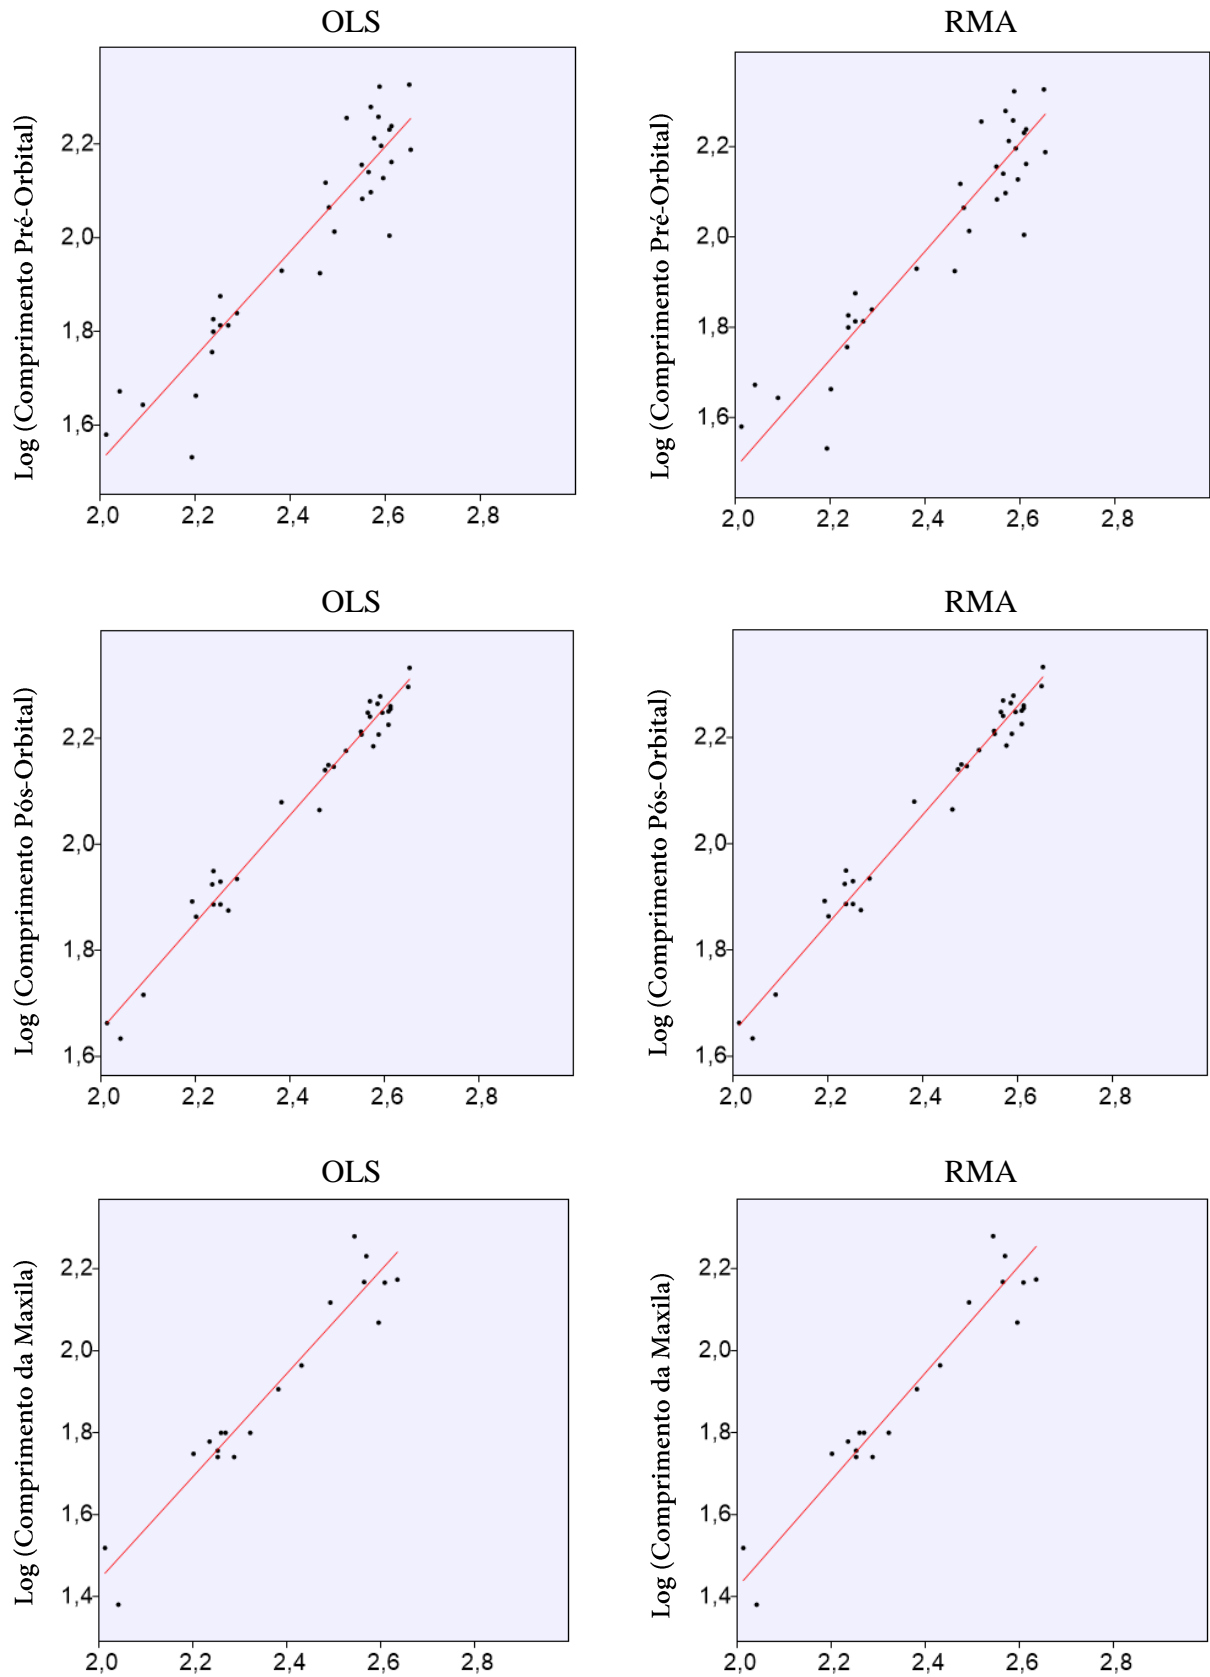 OLS
RMA
Log (Comprimento Pré-Orbital)
2,2
2,0
1,8
1,6
2,0 2,2 2,4 2,6 2,8
Log (Comprimento Pré-Orbital)
2,2
2,0
1,8
1,6
2,0 2,2 2,4 2,6 2,8
OLS
RMA
Log (Comprimento Pós-Orbital)
2,2
2,0
1,8
1,6
2,0 2,2 2,4 2,6 2,8
Log (Comprimento Pós-Orbital)
2,2
2,0
1,8
1,6
2,0 2,2 2,4 2,6 2,8
OLS
RMA
Log (Comprimento da Maxila)
2,2
2,0
1,8
1,6
1,4
2,0 2,2 2,4 2,6 2,8
Log (Comprimento da Maxila)
2,2
2,0
1,8
1,6
1,4
2,0 2,2 2,4 2,6 2,8